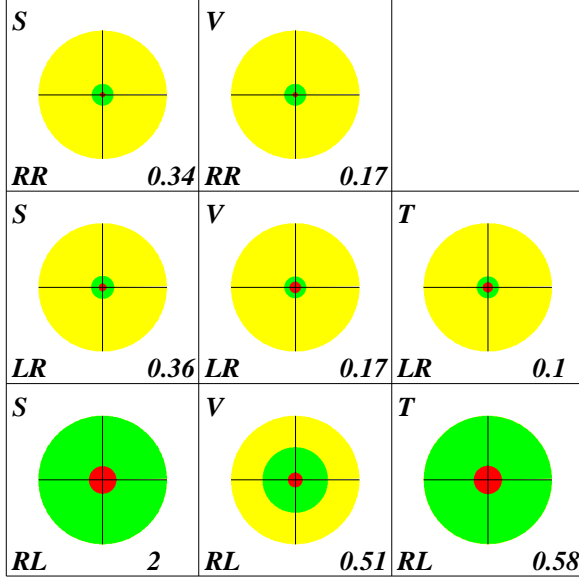 S V
RR 0.34 RR 0.17
S V T
LR 0.36 LR 0.17 LR 0.1
S V T
RL 2 RL 0.51 RL 0.58